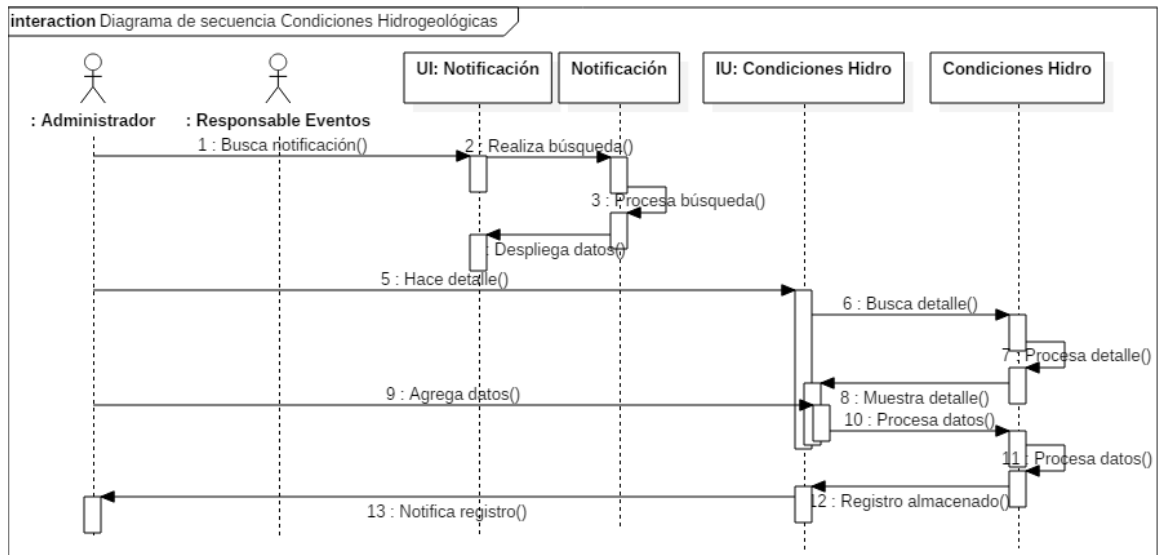 interaction Diagrama de secuencia Condiciones Hidrogeológicas
UI: Notificación
Notificación
IU: Condiciones Hidro
Condiciones Hidro
: Administrador
: Responsable Eventos
1 : Busca notificación()
2 : Realiza búsqueda()
3 : Procesa búsqueda()
: Despliega datos()
5 : Hace detalle()
6 : Busca detalle()
7 : Procesa detalle()
8 : Muestra detalle()
9 : Agrega datos()
10 : Procesa datos()
11 : Procesa datos()
12 : Registro almacenado()
13 : Notifica registro()